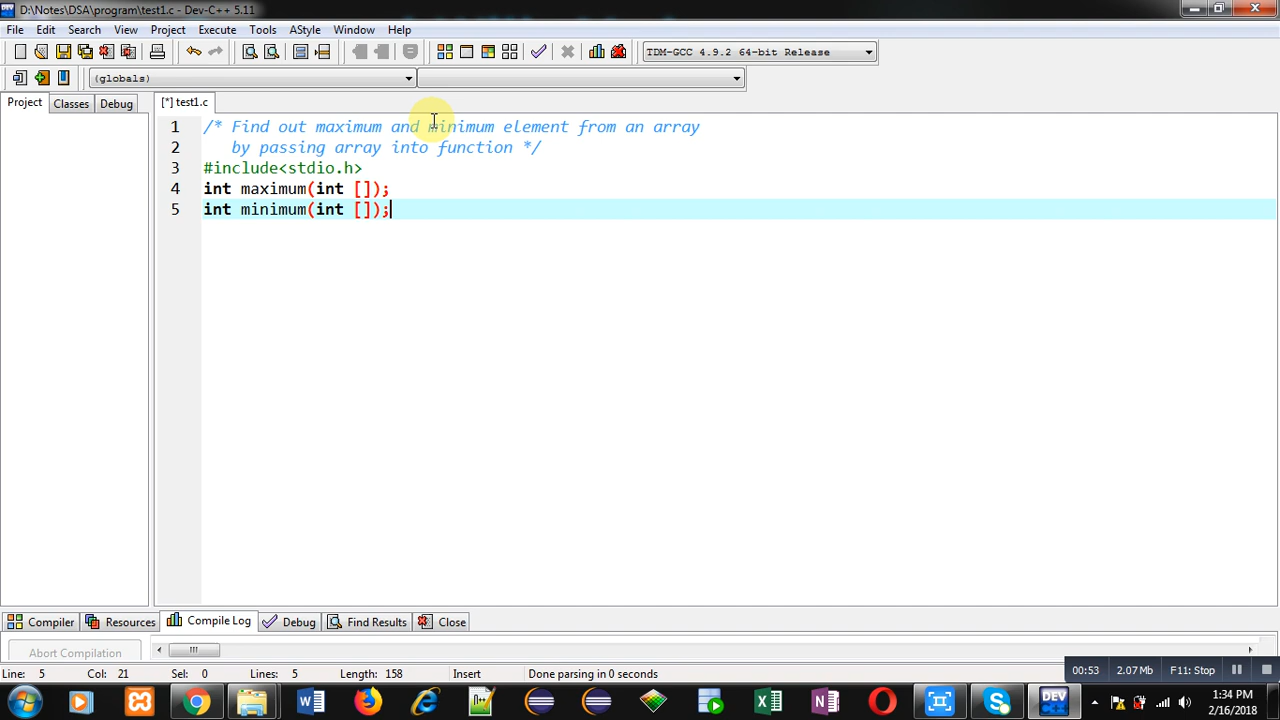 D:\Notes\DSA\program\test1.c - Dev-C++ 5.11
File Edit Search View Project Execute Tools AStyle Window Help
TDM-GCC 4.9.2 64-bit Release
(globals)
Project Classes Debug
[*] test1.c
1 /* Find out maximum and minimum element from an array
2 by passing array into function */
3 #include<stdio.h>
4 int maximum(int []);
5 int minimum(int []);
Compiler Resources Compile Log Debug Find Results Close
Abort Compilation
Line: 5 Col: 21 Sel: 0 Lines: 5 Length: 158 Insert Done parsing in 0 seconds
00:53 2.07 Mb F11: Stop
DEV
1:34 PM
2/16/2018